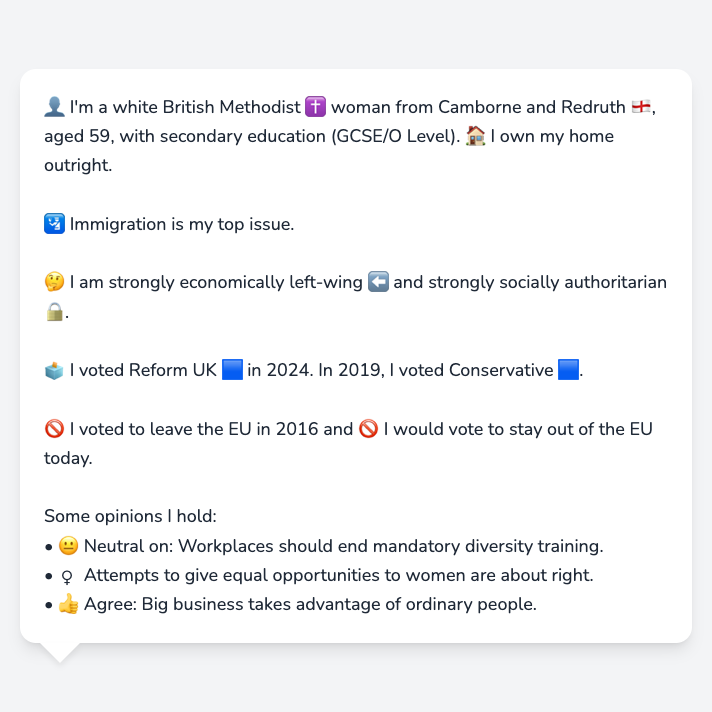 👤 I'm a white British Methodist ✝️ woman from Camborne and Redruth 🏴󠁧󠁢󠁥󠁮󠁧󠁿,
aged 59, with secondary education (GCSE/O Level). 🏠 I own my home
outright.
🛂 Immigration is my top issue.
🤔 I am strongly economically left-wing ⬅️ and strongly socially authoritarian
🔒.
🗳️ I voted Reform UK 🟦 in 2024. In 2019, I voted Conservative 🟦.
🚫 I voted to leave the EU in 2016 and 🚫 I would vote to stay out of the EU
today.
Some opinions I hold:
• 😐 Neutral on: Workplaces should end mandatory diversity training.
• ♀ Attempts to give equal opportunities to women are about right.
• 👍 Agree: Big business takes advantage of ordinary people.